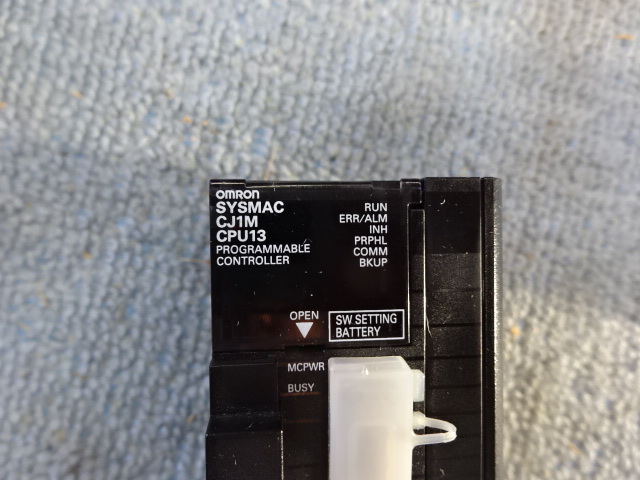 OMRON
SYSMAC
CJ1M
CPU13
PROGRAMMABLE
CONTROLLER
RUN
ERR/ALM
INH
PRPHL
COMM
BKUP
OPEN
SW SETTING
BATTERY
MCPWR
BUSY